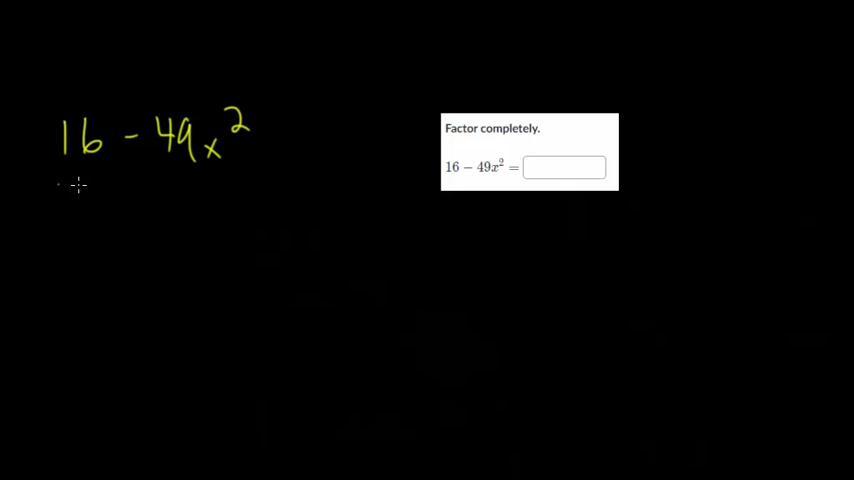 16 - 49x²
Factor completely.
16 − 49x² =